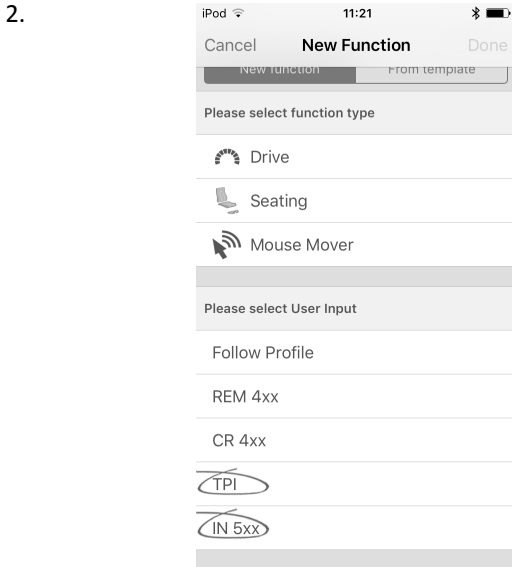 2.
iPod 11:21
Cancel New Function Done
New function From template
Please select function type
Drive
Seating
Mouse Mover
Please select User Input
Follow Profile
REM 4xx
CR 4xx
TPI
IN 5xx